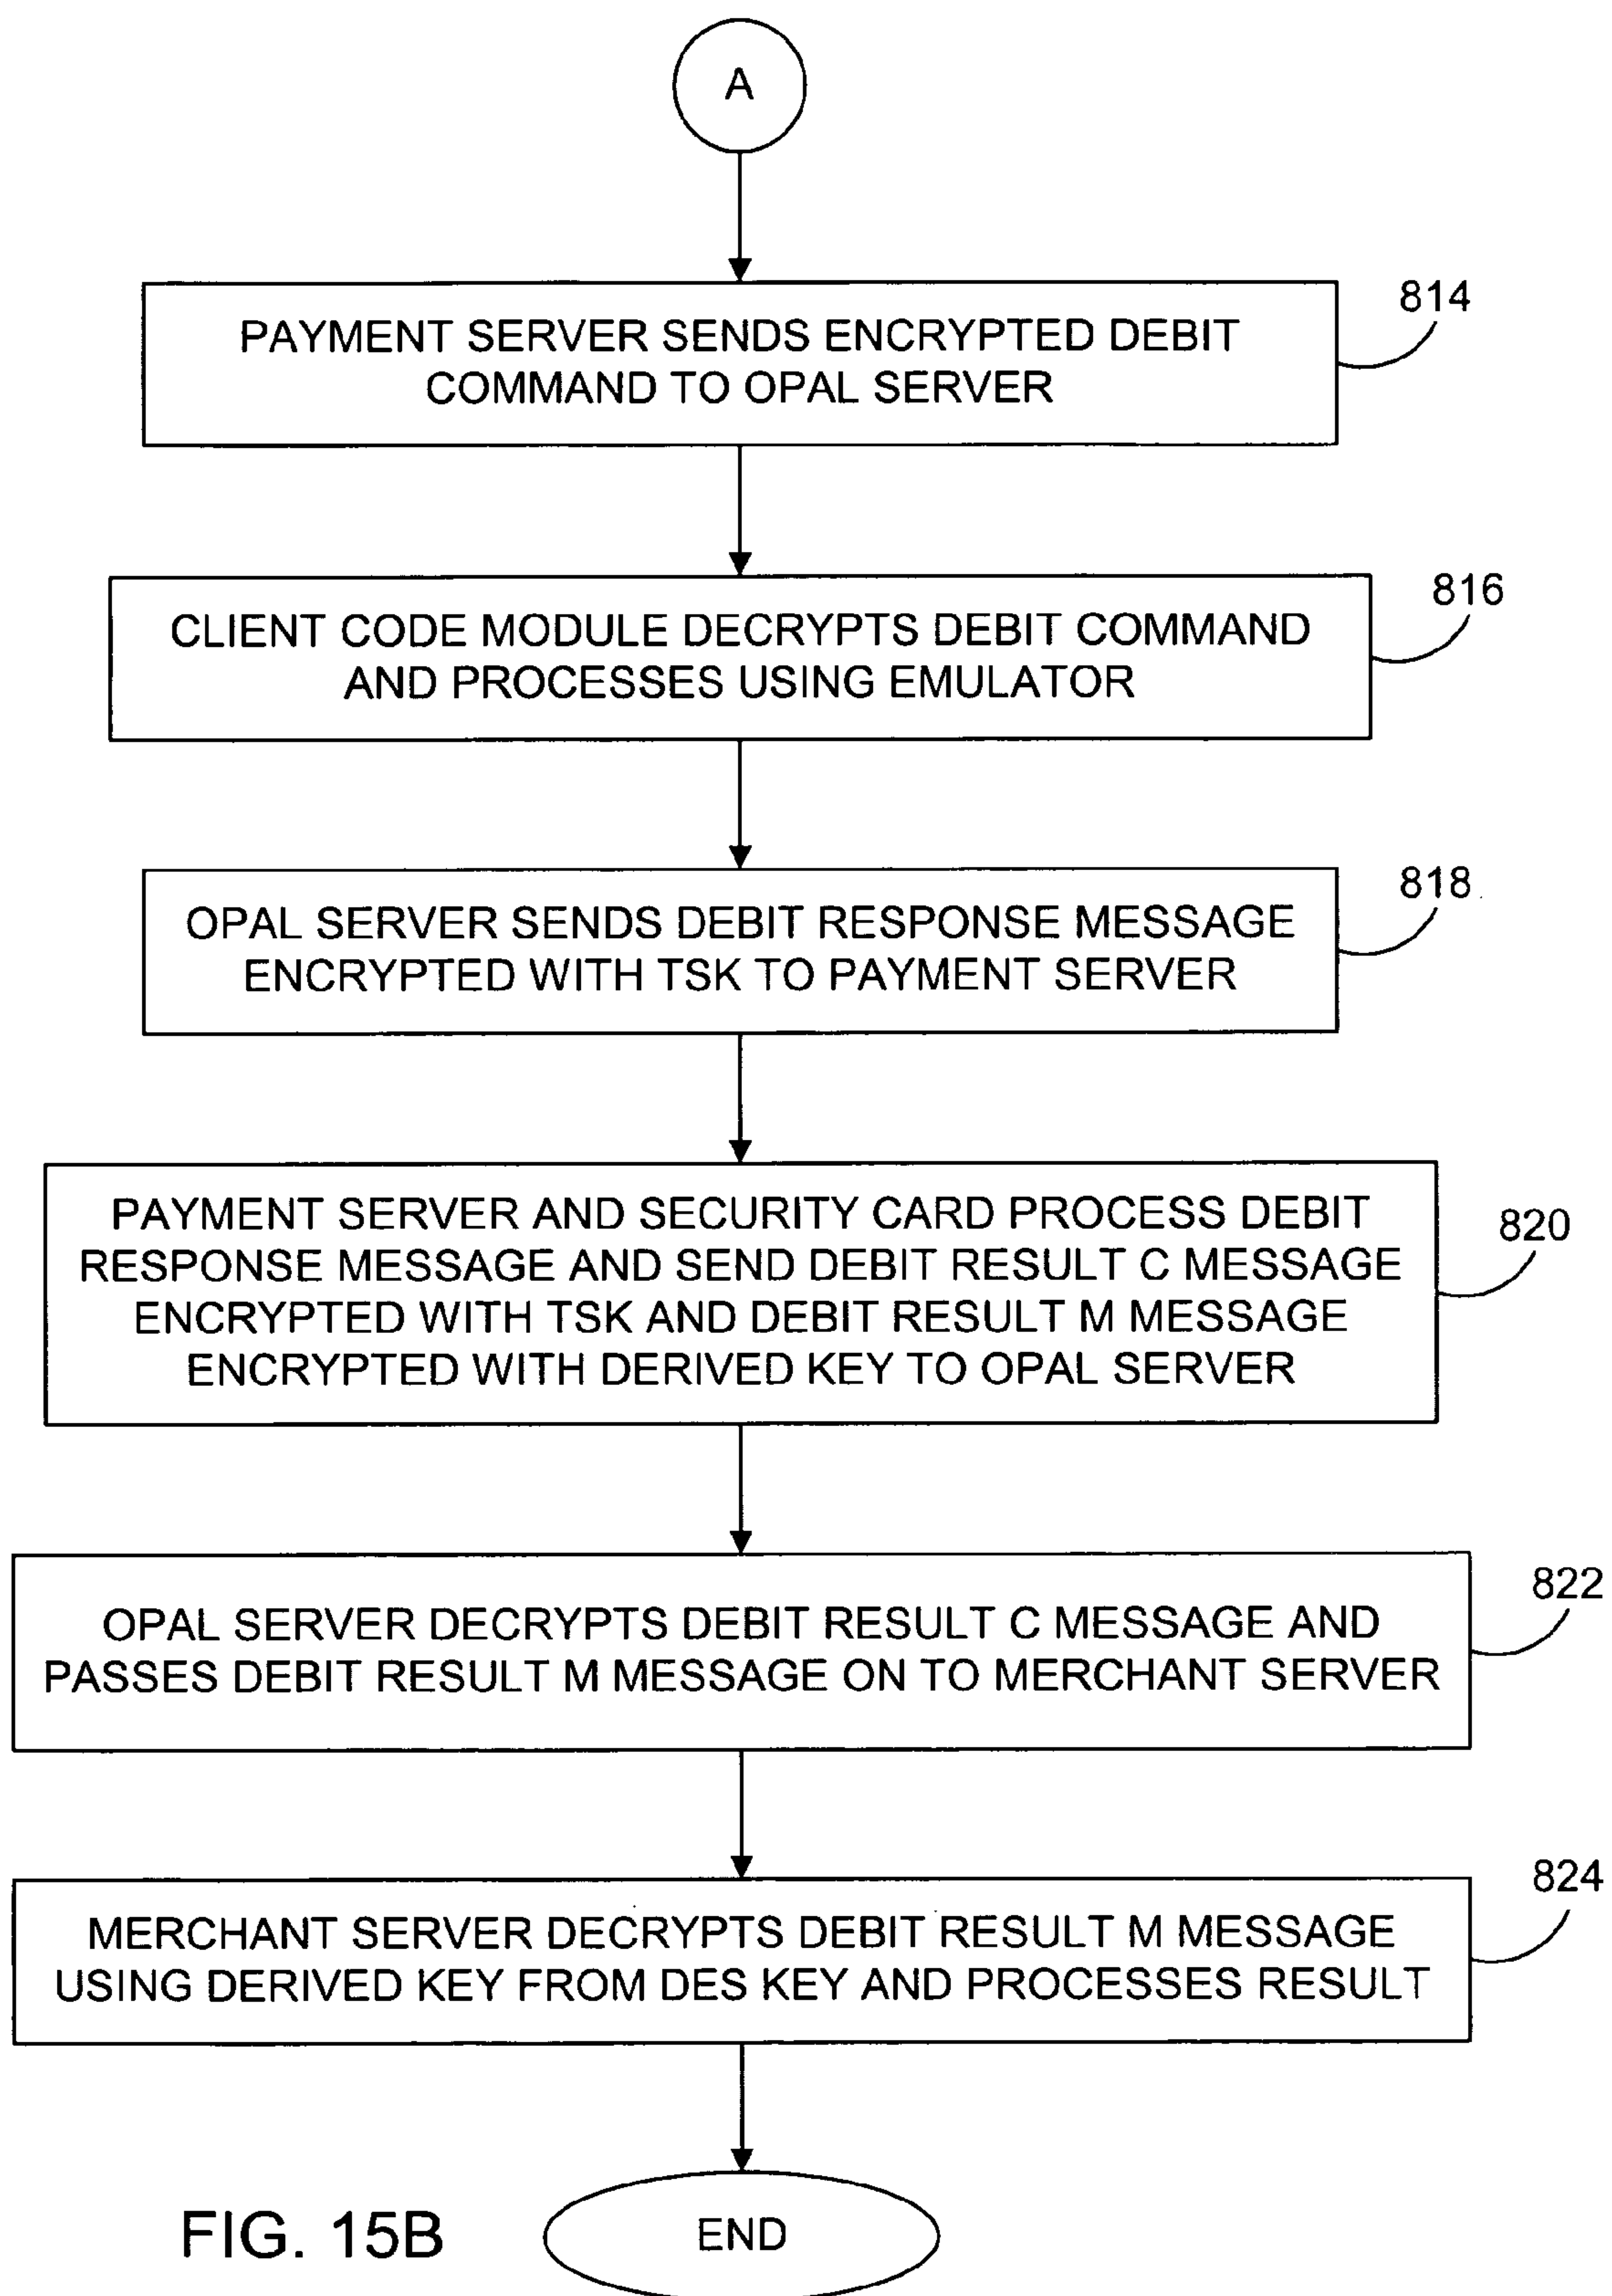 A
814
PAYMENT SERVER SENDS ENCRYPTED DEBIT
COMMAND TO OPAL SERVER
816
CLIENT CODE MODULE DECRYPTS DEBIT COMMAND
AND PROCESSES USING EMULATOR
818
OPAL SERVER SENDS DEBIT RESPONSE MESSAGE
ENCRYPTED WITH TSK TO PAYMENT SERVER
820
PAYMENT SERVER AND SECURITY CARD PROCESS DEBIT
RESPONSE MESSAGE AND SEND DEBIT RESULT C MESSAGE
ENCRYPTED WITH TSK AND DEBIT RESULT M MESSAGE
ENCRYPTED WITH DERIVED KEY TO OPAL SERVER
822
OPAL SERVER DECRYPTS DEBIT RESULT C MESSAGE AND
PASSES DEBIT RESULT M MESSAGE ON TO MERCHANT SERVER
824
MERCHANT SERVER DECRYPTS DEBIT RESULT M MESSAGE
USING DERIVED KEY FROM DES KEY AND PROCESSES RESULT
END
FIG. 15B